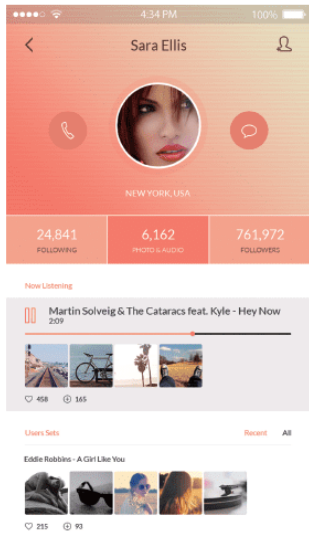 4:34 PM 100%
Sara Ellis
NEW YORK, USA
24,841 6,162 761,972
FOLLOWING PHOTO & AUDIO FOLLOWERS
Now Listening
Martin Solveig & The Cataracs feat. Kyle - Hey Now
2:09
458 165
Users Sets Recent All
Eddie Robbins - A Girl Like You
215 93